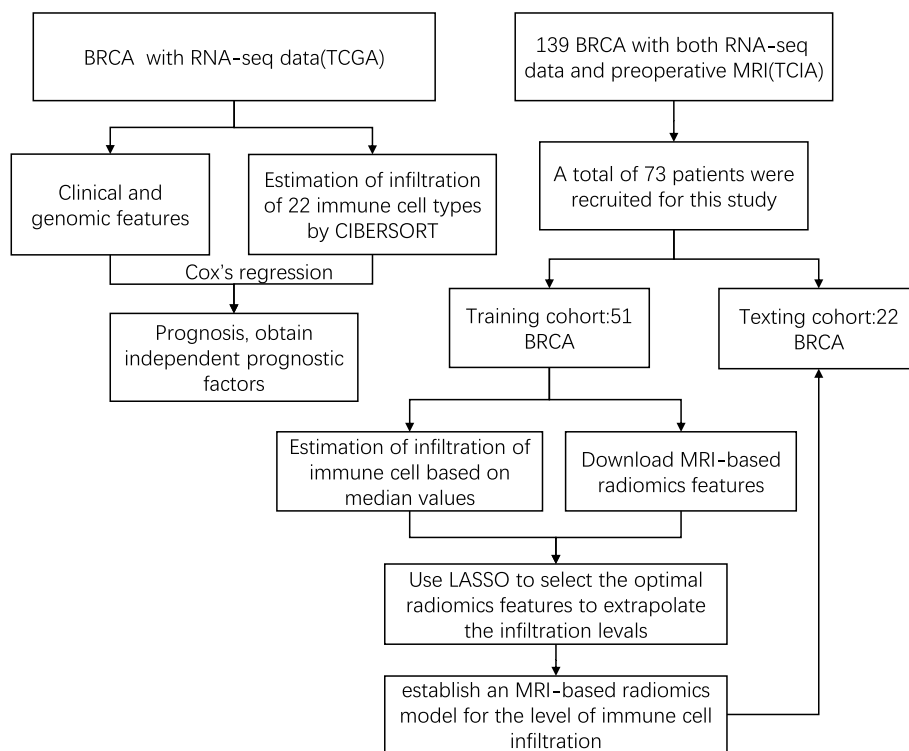 BRCA with RNA-seq data(TCGA)
139 BRCA with both RNA-seq
data and preoperative MRI(TCIA)
Clinical and
genomic features
Estimation of infiltration
of 22 immune cell types
by CIBERSORT
A total of 73 patients were
recruited for this study
Cox's regression
Prognosis, obtain
independent prognostic
factors
Training cohort:51
BRCA
Texting cohort:22
BRCA
Estimation of infiltration of
immune cell based on
median values
Download MRI-based
radiomics features
Use LASSO to select the optimal
radiomics features to extrapolate
the infiltration levals
establish an MRI-based radiomics
model for the level of immune cell
infiltration